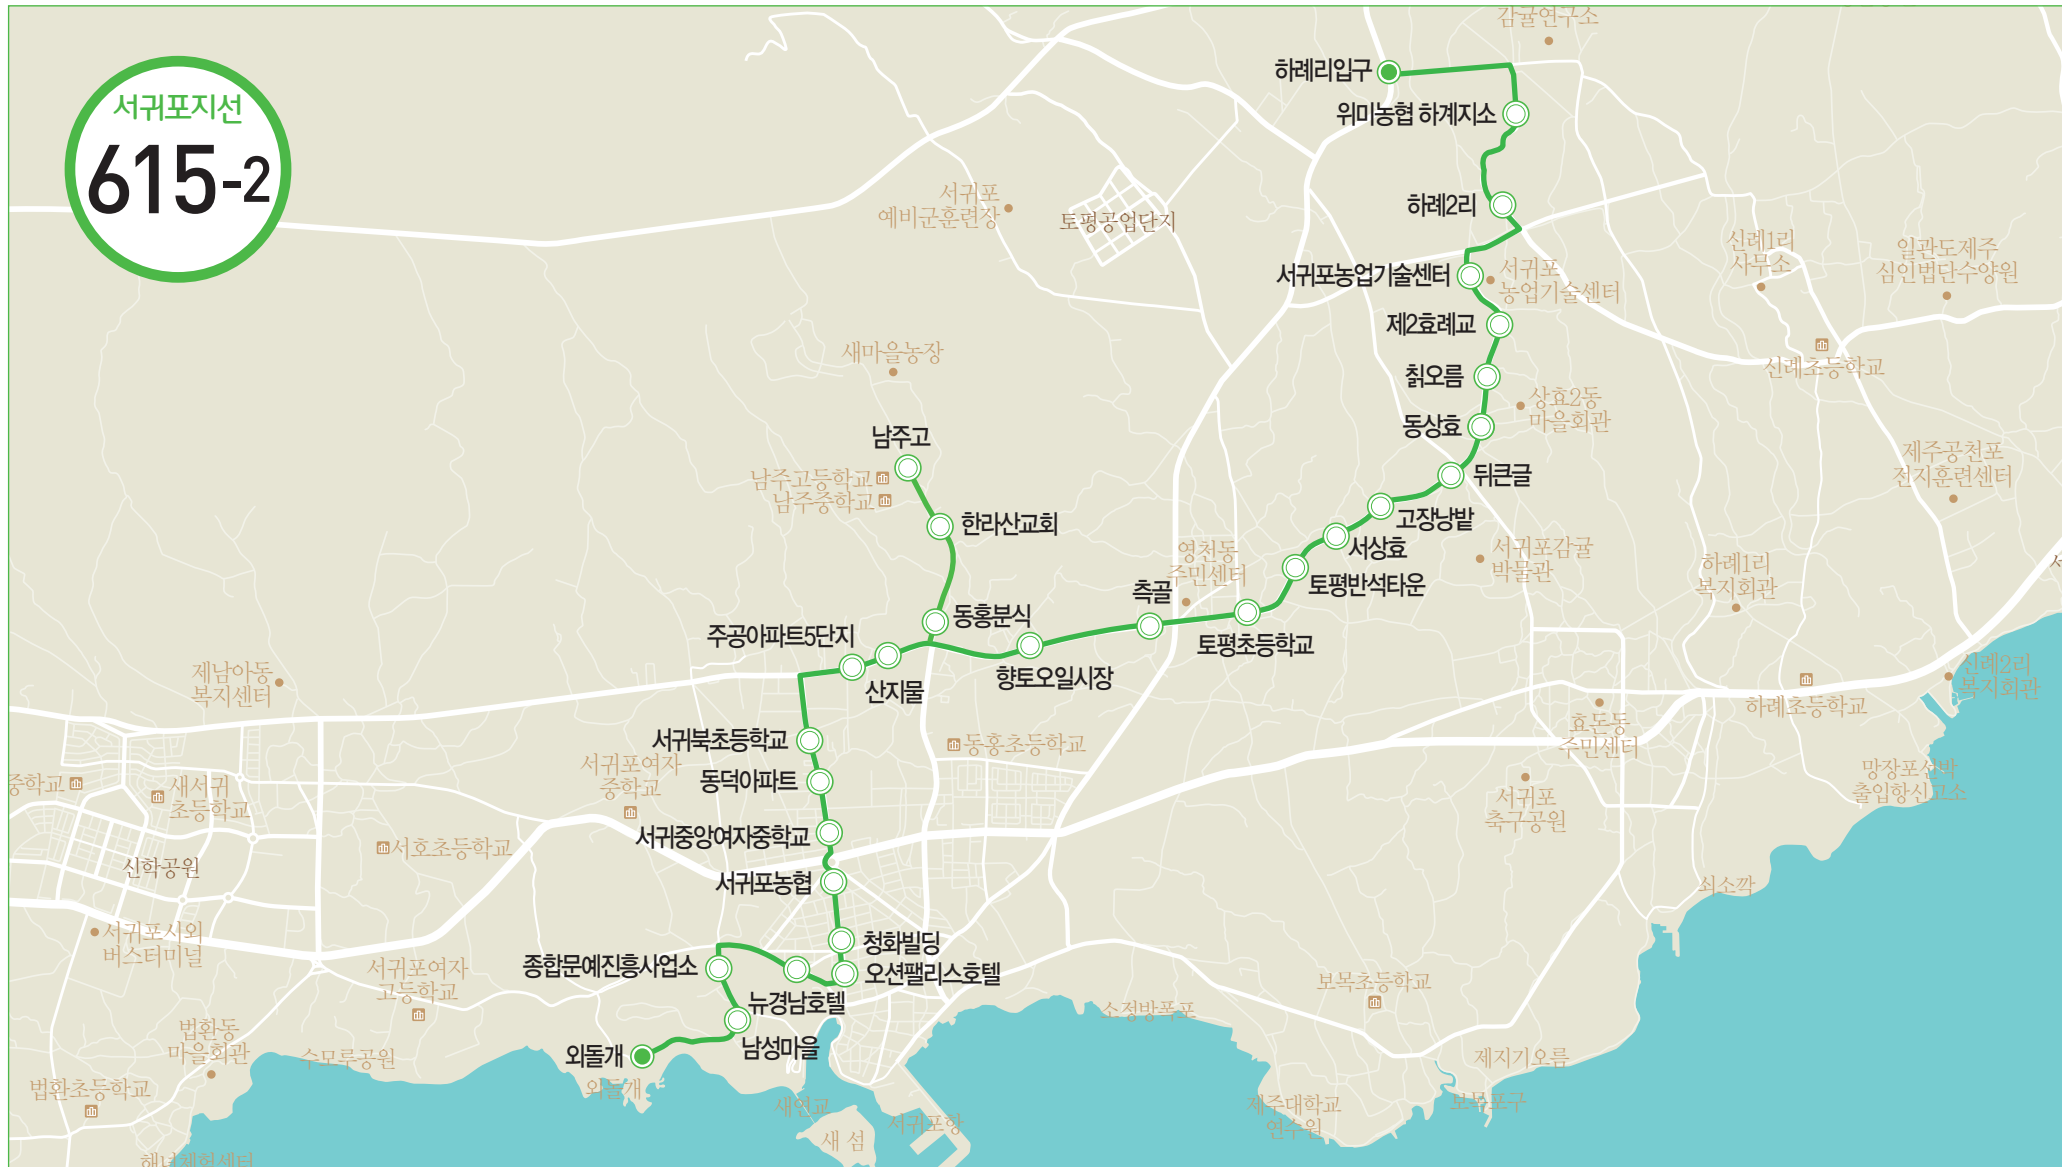 서귀포지선
615-2
감귤연구소
하례리입구
위미농협 하계지소
하례2리
서귀포
예비군훈련장
토평공업단지
신례1리
사무소
일관도제주
심인법단수양원
서귀포농업기술센터
서귀포
농업기술센터
제2효례교
새마을농장
신례초등학교
칡오름
상효2동
마을회관
동상효
남주고
남주고등학교
남주중학교
뒤큰글
제주공천포
전지훈련센터
한라산교회
고장낭밭
서상효
서귀포감귤
박물관
영천동
주민센터
하례1리
복지회관
토평반석타운
측골
동홍분식
주공아파트5단지
토평초등학교
산지물
향토오일시장
제남아동
복지센터
신례2리
복지회관
하례초등학교
효돈동
주민센터
서귀북초등학교
동홍초등학교
서귀포여자
중학교
동덕아파트
중학교
새서귀
초등학교
망장포선박
출입항신고소
서귀포
축구공원
서귀중앙여자중학교
서호초등학교
신학공원
서귀포농협
쇠소깍
서귀포시외
버스터미널
청화빌딩
종합문예진흥사업소
오션팰리스호텔
서귀포여자
고등학교
뉴경남호텔
보목초등학교
소정방폭포
법환동
마을회관
수모루공원
외돌개
남성마을
제지기오름
법환초등학교
외돌개
새연교
서귀포항
새 섬
제주대학교
연수원
보목포구
해녀체험센터